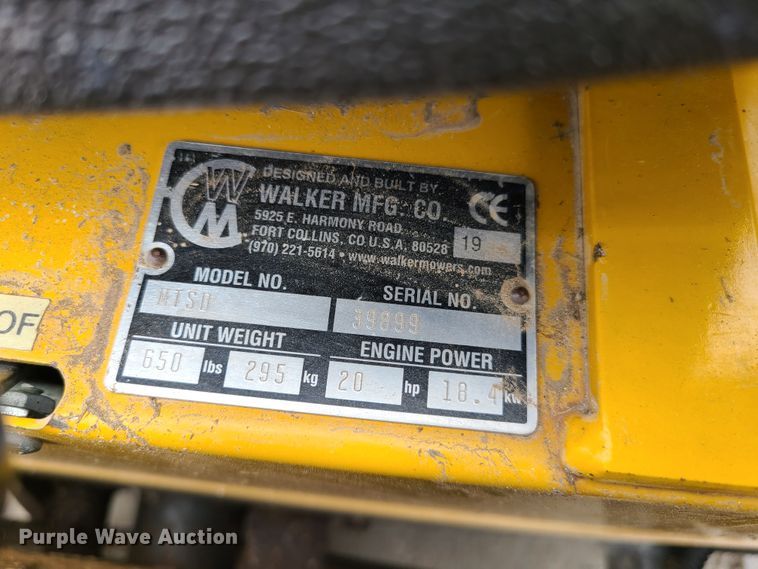 DESIGNED AND BUILT BY
WALKER MFG. CO.
5925 E. HARMONY ROAD
FORT COLLINS, CO U.S.A. 80528
(970) 221-5614 • www.walkermowers.com
CE
19
WM
MODEL NO.
SERIAL NO.
MTSD
39899
UNIT WEIGHT
ENGINE POWER
650 lbs 295 kg 20 hp 18.4 kw
OF
Purple Wave Auction